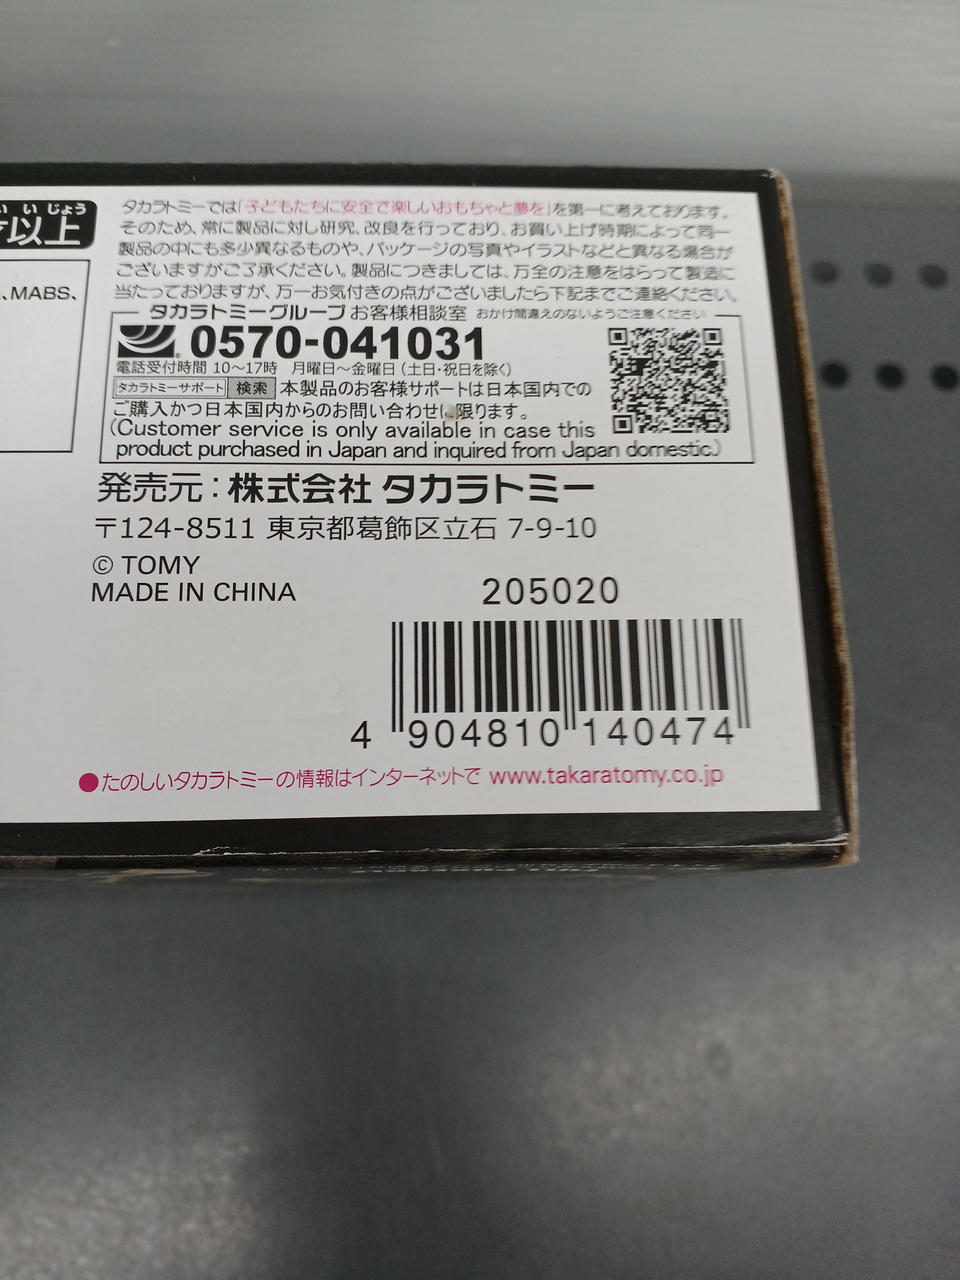 いじょう
以上
MABS、
タカラトミーでは「子どもたちに安全で楽しいおもちゃと夢を」を第一に考えております。
そのため、常に製品に対し研究、改良を行っており、お買い上げ時期によって同一
製品の中にも多少異なるものや、パッケージの写真やイラストなどと異なる場合が
ございますがご了承ください。製品につきましては、万全の注意をはらって製造に
当たっておりますが、万一お気付きの点がございましたら下記までご連絡ください。
タカラトミーグループお客様相談室 おかけ間違えのないようご注意ください
0570-041031
電話受付時間 10〜17時 月曜日〜金曜日(土日・祝日を除く)
タカラトミーサポート 検索 本製品のお客様サポートは日本国内での
ご購入かつ日本国内からのお問い合わせに限ります。
(Customer service is only available in case this
product purchased in Japan and inquired from Japan domestic.)
発売元:株式会社 タカラトミー
〒124-8511 東京都葛飾区立石 7-9-10
© TOMY
MADE IN CHINA
205020
4 904810 140474
●たのしいタカラトミーの情報はインターネットで www.takaratomy.co.jp